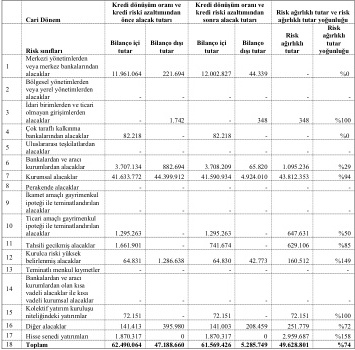 Cari Dönem
Kredi dönüşüm oranı ve kredi riski azaltımından önce alacak tutarı
Kredi dönüşüm oranı ve kredi riski azaltımından sonra alacak tutarı
Risk ağırlıklı tutar ve risk ağırlıklı tutar yoğunluğu
Risk sınıfları Bilanço içi tutar Bilanço dışı tutar Bilanço içi tutar Bilanço dışı tutar Risk ağırlıklı tutar Risk ağırlıklı tutar yoğunluğu
1 Merkezi yönetimlerden veya merkez bankalarından alacaklar 11.961.064 221.694 12.002.827 44.339 - %0
2 Bölgesel yönetimlerden veya yerel yönetimlerden alacaklar - - - - - -
3 İdari birimlerden ve ticari olmayan girişimlerden alacaklar - 1.742 - 348 348 %100
4 Çok taraflı kalkınma bankalarından alacaklar 82.218 - 82.218 - - %0
5 Uluslararası teşkilatlardan alacaklar - - - - - -
6 Bankalardan ve aracı kurumlardan alacaklar 3.707.134 882.694 3.708.209 65.820 1.095.236 %29
7 Kurumsal alacaklar 41.633.772 44.399.912 41.590.934 4.924.010 43.812.353 %94
8 Perakende alacaklar - - - - - -
9 İkamet amaçlı gayrimenkul ipoteği ile teminatlandırılan alacaklar - - - - - -
10 Ticari amaçlı gayrimenkul ipoteği ile teminatlandırılan alacaklar 1.295.263 - 1.295.263 - 647.631 %50
11 Tahsili gecikmiş alacaklar 1.661.901 - 741.674 - 629.106 %85
12 Kurulca riski yüksek belirlenmiş alacaklar 64.831 1.286.638 64.830 42.773 160.512 %149
13 Teminatlı menkul kıymetler - - - - - -
14 Bankalardan ve aracı kurumlardan olan kısa vadeli alacaklar ile kısa vadeli kurumsal alacaklar - - - - - -
15 Kolektif yatırım kuruluşu niteliğindeki yatırımlar 72.151 - 72.151 - 72.151 %100
16 Diğer alacaklar 141.413 395.980 141.003 208.459 251.779 %72
17 Hisse senedi yatırımları 1.870.317 0 1.870.317 0 2.959.687 %158
18 Toplam 62.490.064 47.188.660 61.569.426 5.285.749 49.628.801 %74